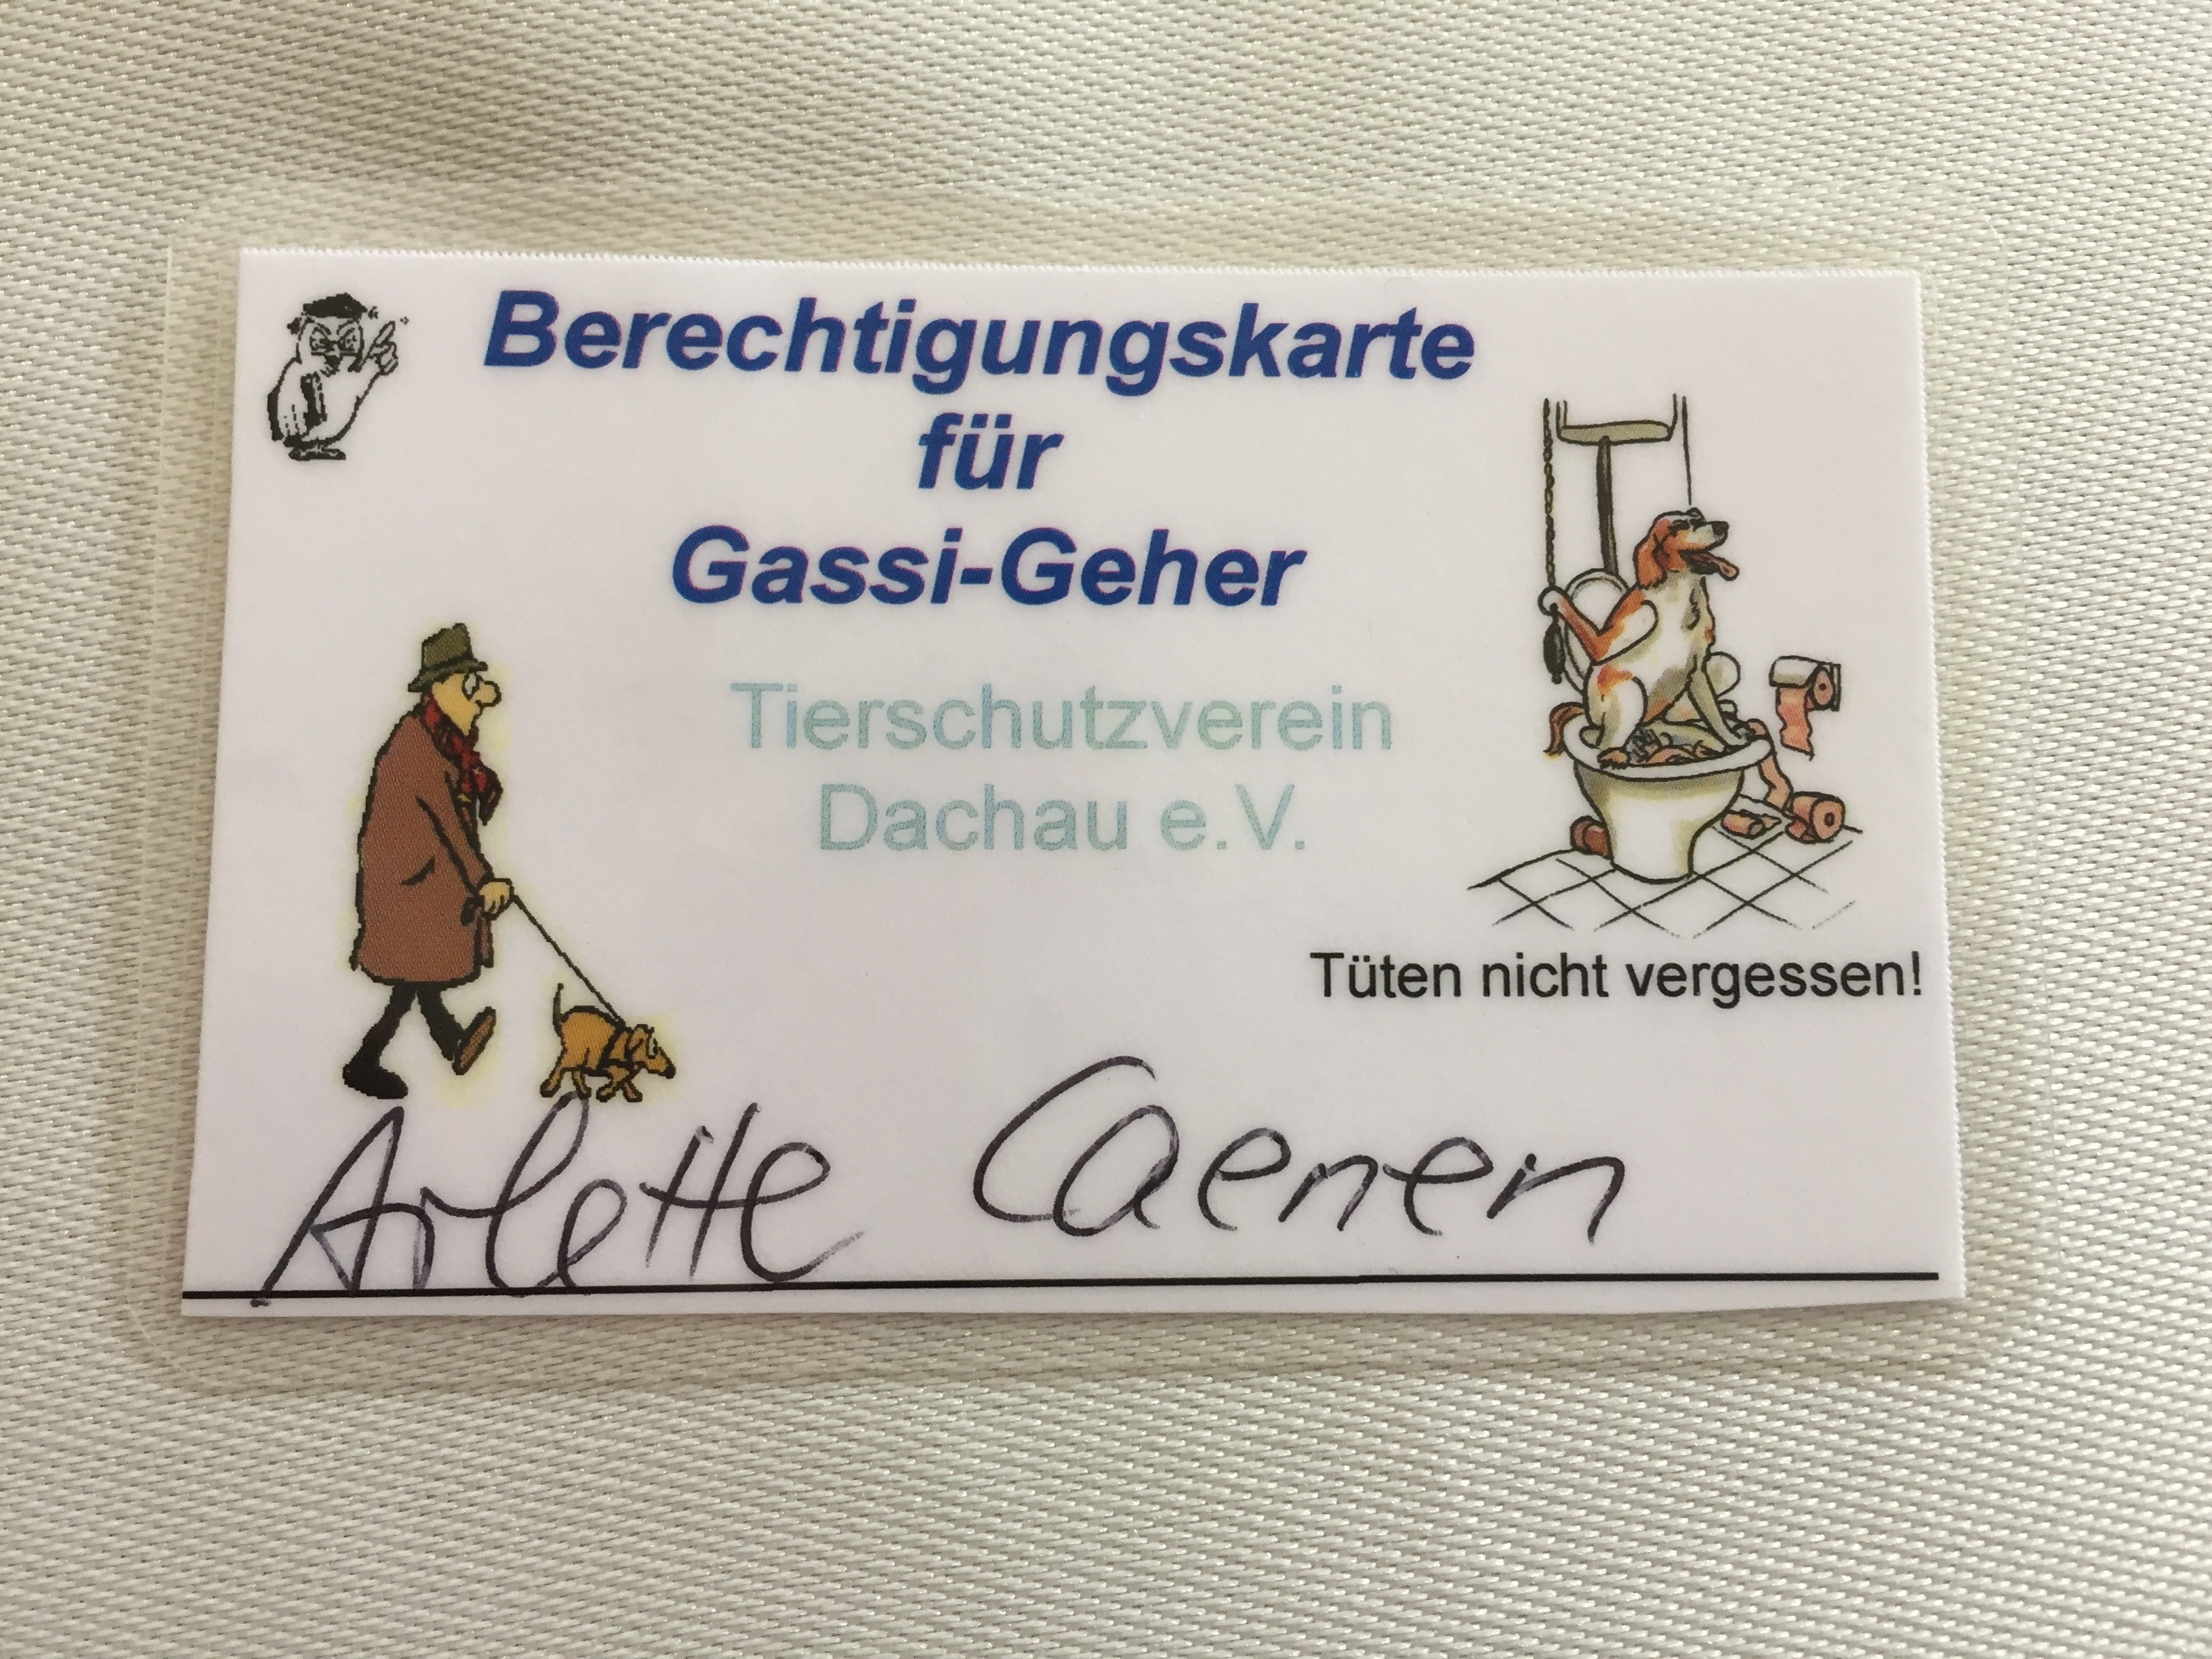 Berechtigungskarte
für
Gassi-Geher
Tierschutzverein
Dachau e.V.
Tüten nicht vergessen!
Arlette Caenen